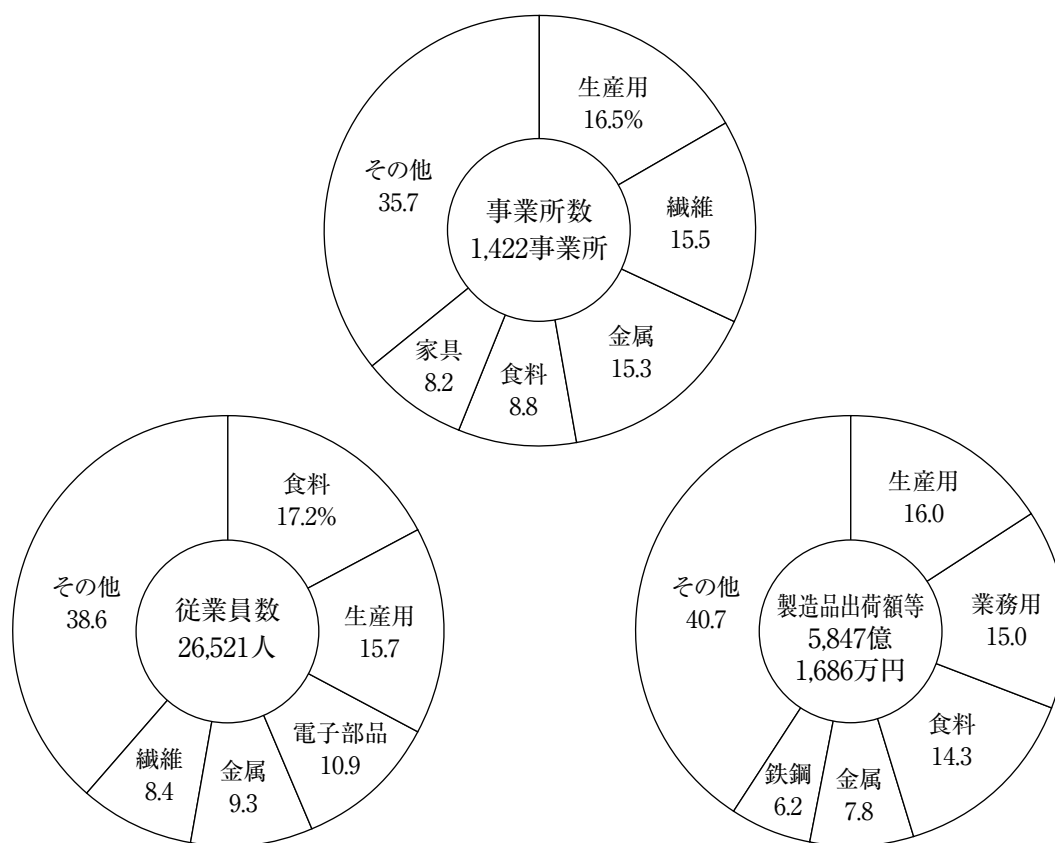 生産用
16.5%
繊維
15.5
金属
15.3
食料
8.8
家具
8.2
その他
35.7
事業所数
1,422事業所
食料
17.2%
生産用
15.7
電子部品
10.9
金属
9.3
繊維
8.4
その他
38.6
従業員数
26,521人
生産用
16.0
業務用
15.0
食料
14.3
金属
7.8
鉄鋼
6.2
その他
40.7
製造品出荷額等
5,847億
1,686万円